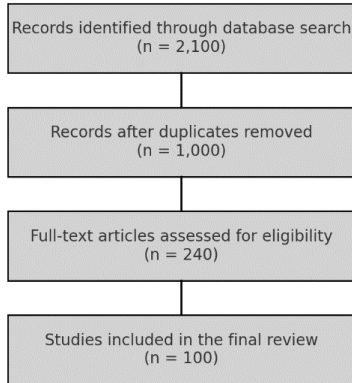 Records identified through database search
(n = 2,100)
Records after duplicates removed
(n = 1,000)
Full-text articles assessed for eligibility
(n = 240)
Studies included in the final review
(n = 100)